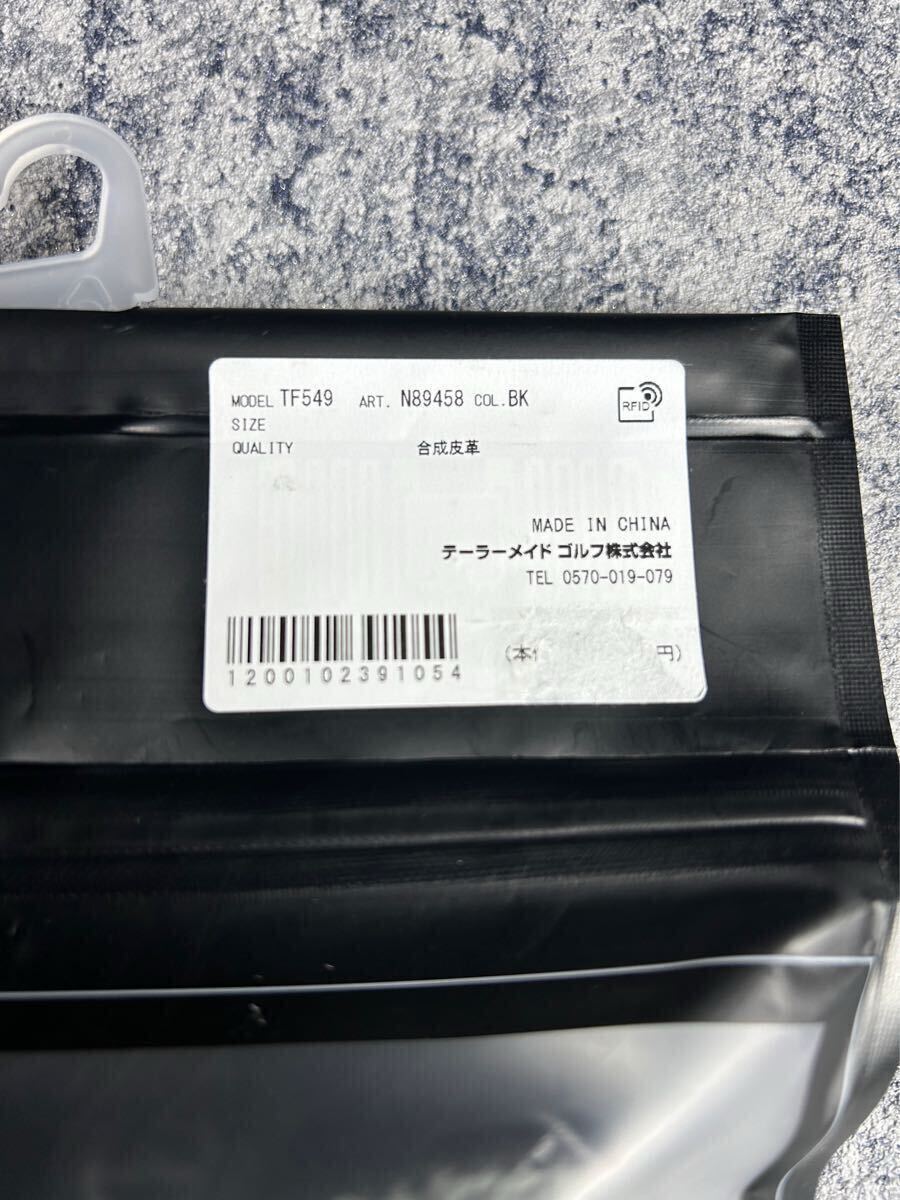 MODEL TF549 ART. N89458 COL.BK
RFID
SIZE
QUALITY 合成皮革
MADE IN CHINA
テーラーメイド ゴルフ株式会社
TEL 0570-019-079
(本 円)
1200102391054